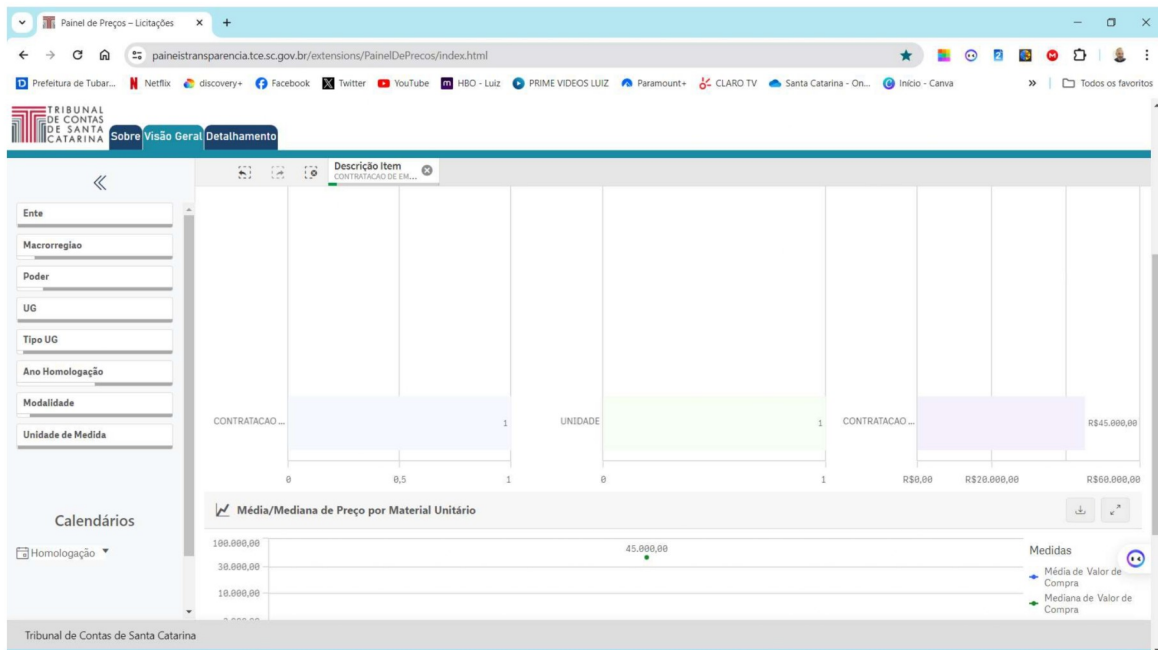 Painel de Preços – Licitações
paineistransparencia.tce.sc.gov.br/extensions/PainelDePrecos/index.html
Prefeitura de Tubar... Netflix discovery+ Facebook Twitter YouTube HBO - Luiz PRIME VIDEOS LUIZ Paramount+ CLARO TV Santa Catarina - On... Início - Canva » Todos os favoritos
TRIBUNAL
DE CONTAS
DE SANTA
CATARINA
Sobre Visão Geral Detalhamento
Descrição Item
CONTRATACAO DE EM...
Ente
Macrorregiao
Poder
UG
Tipo UG
Ano Homologação
Modalidade
Unidade de Medida
Calendários
Homologação
CONTRATACAO ... 1 UNIDADE 1 CONTRATACAO ... R$45.000,00
0 0,5 1 0 1 R$0,00 R$20.000,00 R$60.000,00
Média/Mediana de Preço por Material Unitário
100.000,00
45.000,00
30.000,00
10.000,00
Medidas
Média de Valor de
Compra
Mediana de Valor de
Compra
Tribunal de Contas de Santa Catarina